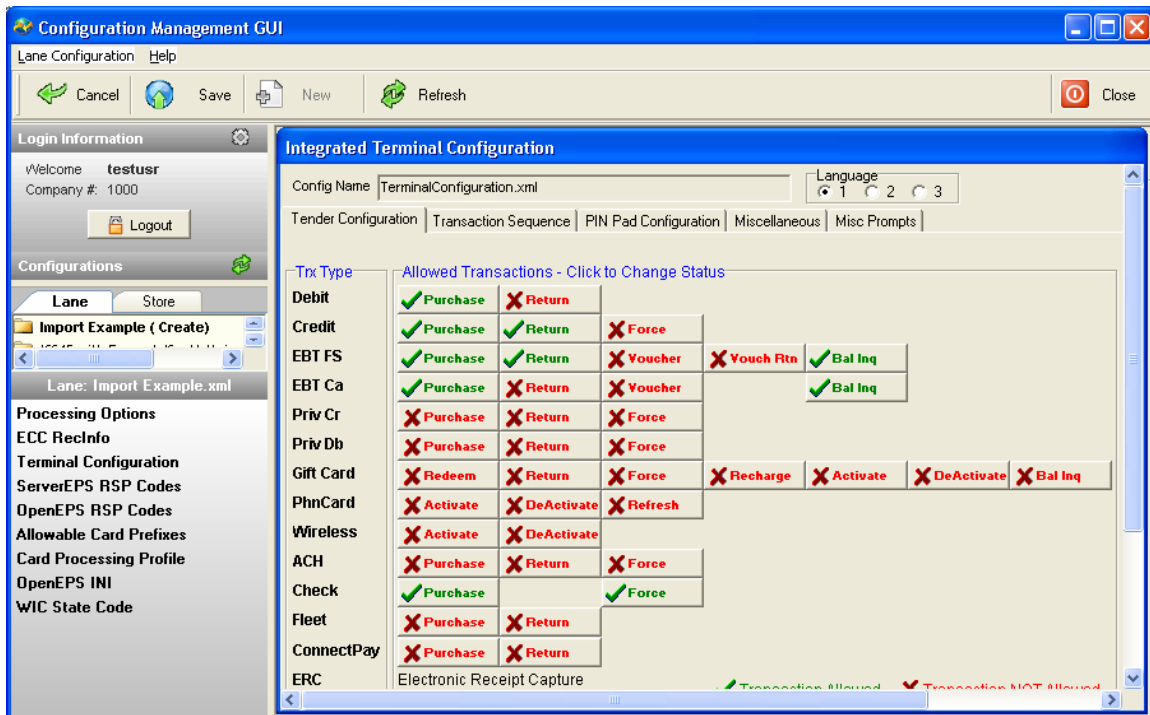 Configuration Management GUI
Lane Configuration Help
Cancel Save New Refresh Close
Login Information
Welcome testusr
Company #: 1000
Logout
Configurations
Lane Store
Import Example ( Create)
Lane: Import Example.xml
Processing Options
ECC RecInfo
Terminal Configuration
ServerEPS RSP Codes
OpenEPS RSP Codes
Allowable Card Prefixes
Card Processing Profile
OpenEPS INI
WIC State Code
Integrated Terminal Configuration
Config Name TerminalConfiguration.xml
Language
1 2 3
Tender Configuration Transaction Sequence PIN Pad Configuration Miscellaneous Misc Prompts
Trx Type Allowed Transactions - Click to Change Status
Debit Purchase Return
Credit Purchase Return Force
EBT FS Purchase Return Voucher Vouch Rtn Bal Inq
EBT Ca Purchase Return Voucher Bal Inq
Priv Cr Purchase Return Force
Priv Db Purchase Return Force
Gift Card Redeem Return Force Recharge Activate DeActivate Bal Inq
PhnCard Activate DeActivate Refresh
Wireless Activate DeActivate
ACH Purchase Return Force
Check Purchase Force
Fleet Purchase Return
ConnectPay Purchase Return
ERC Electronic Receipt Capture
Transaction Allowed Transaction NOT Allowed